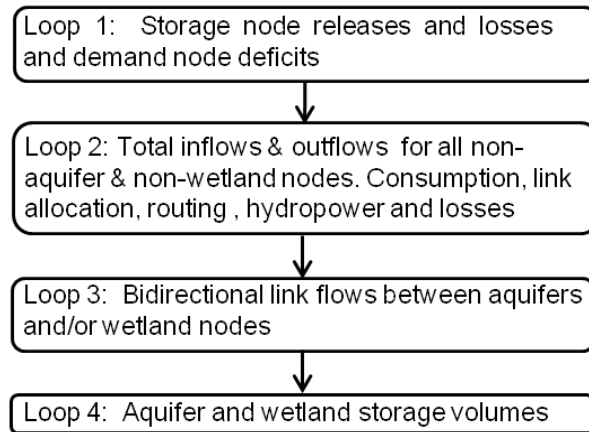 Loop 1: Storage node releases and losses
and demand node deficits
Loop 2: Total inflows & outflows for all non-
aquifer & non-wetland nodes. Consumption, link
allocation, routing , hydropower and losses
Loop 3: Bidirectional link flows between aquifers
and/or wetland nodes
Loop 4: Aquifer and wetland storage volumes